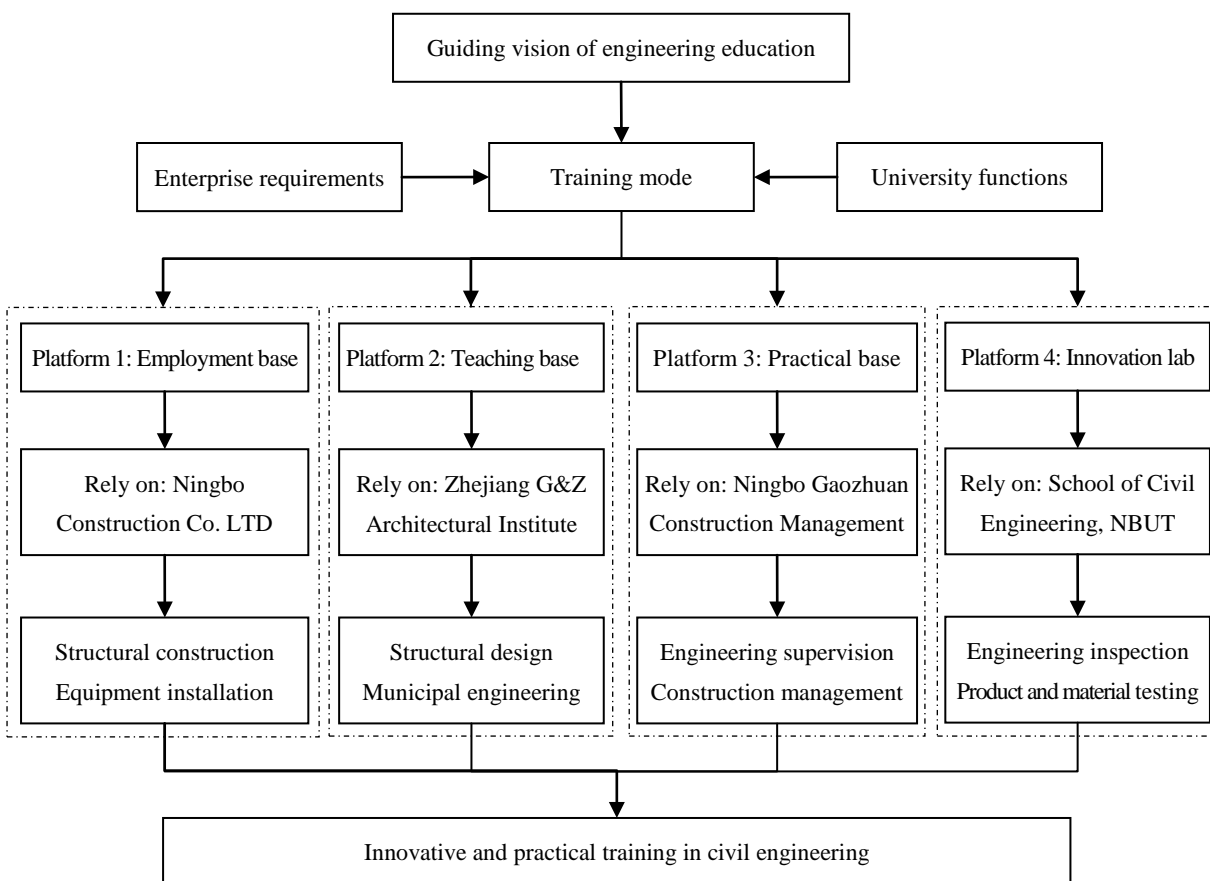 Guiding vision of engineering education
Enterprise requirements
Training mode
University functions
Platform 1: Employment base
Platform 2: Teaching base
Platform 3: Practical base
Platform 4: Innovation lab
Rely on: Ningbo
Construction Co. LTD
Rely on: Zhejiang G&Z
Architectural Institute
Rely on: Ningbo Gaozhuan
Construction Management
Rely on: School of Civil
Engineering, NBUT
Structural construction
Equipment installation
Structural design
Municipal engineering
Engineering supervision
Construction management
Engineering inspection
Product and material testing
Innovative and practical training in civil engineering